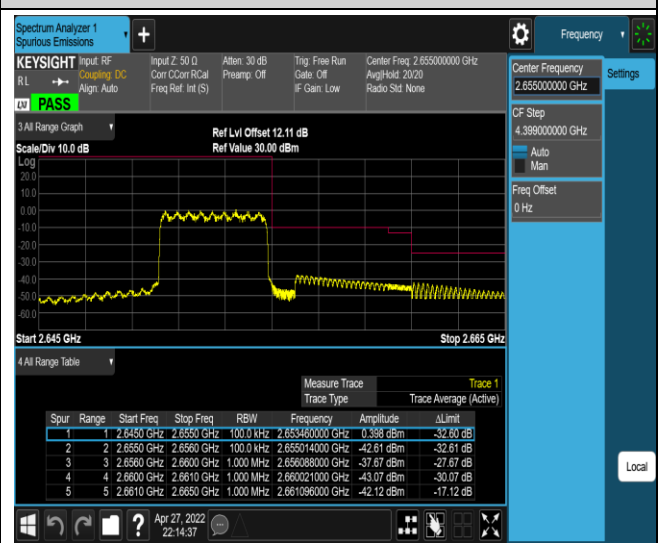 Spectrum Analyzer 1
Spurious Emissions
Frequency
KEYSIGHT Input: RF Input Z: 50 Ω Atten: 30 dB Trig: Free Run Center Freq: 2.655000000 GHz
RL Coupling: DC Corr CCorr RCal Preamp: Off Gate: Off Avg|Hold: 20/20
Align: Auto Freq Ref: Int (S) IF Gain: Low Radio Std: None
LXI PASS
Center Frequency
2.655000000 GHz
Settings
CF Step
4.399000000 GHz
Auto
Man
Freq Offset
0 Hz
3 All Range Graph
Ref Lvl Offset 12.11 dB
Scale/Div 10.0 dB Ref Value 30.00 dBm
Log
20.0
10.0
0.00
-10.0
-20.0
-30.0
-40.0
-50.0
-60.0
Start 2.645 GHz Stop 2.665 GHz
4 All Range Table
Measure Trace Trace 1
Trace Type Trace Average (Active)
Spur Range Start Freq Stop Freq RBW Frequency Amplitude ΔLimit
1 1 2.6450 GHz 2.6550 GHz 100.0 kHz 2.653460000 GHz 0.398 dBm -32.60 dB
2 2 2.6550 GHz 2.6560 GHz 100.0 kHz 2.655014000 GHz -42.61 dBm -32.61 dB
3 3 2.6560 GHz 2.6600 GHz 1.000 MHz 2.656088000 GHz -37.67 dBm -27.67 dB
4 4 2.6600 GHz 2.6610 GHz 1.000 MHz 2.660021000 GHz -43.07 dBm -30.07 dB
5 5 2.6610 GHz 2.6650 GHz 1.000 MHz 2.661096000 GHz -42.12 dBm -17.12 dB
Local
Apr 27, 2022
22:14:37